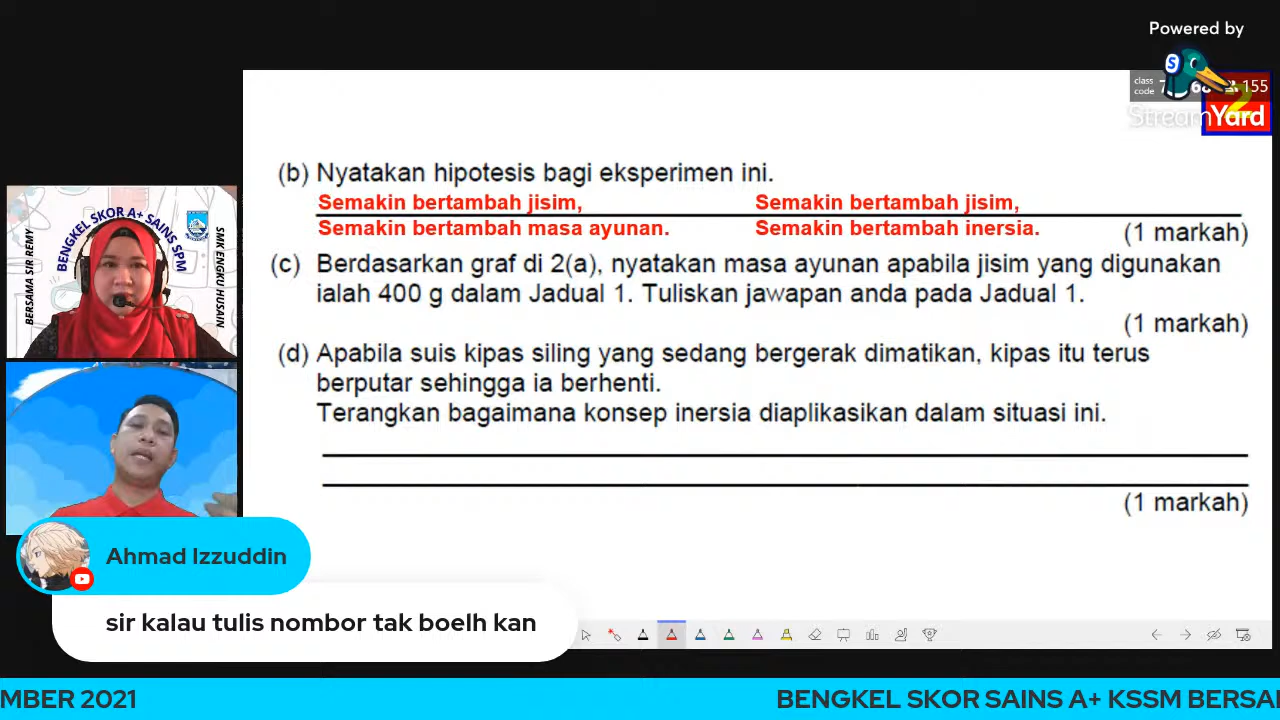 Powered by
StreamYard
class
code
155
2
(b) Nyatakan hipotesis bagi eksperimen ini.
Semakin bertambah jisim, Semakin bertambah jisim,
Semakin bertambah masa ayunan. Semakin bertambah inersia.
(1 markah)
(c) Berdasarkan graf di 2(a), nyatakan masa ayunan apabila jisim yang digunakan
ialah 400 g dalam Jadual 1. Tuliskan jawapan anda pada Jadual 1.
(1 markah)
(d) Apabila suis kipas siling yang sedang bergerak dimatikan, kipas itu terus
berputar sehingga ia berhenti.
Terangkan bagaimana konsep inersia diaplikasikan dalam situasi ini.
(1 markah)
BENGKEL SKOR A+ SAINS SPM
BERSAMA SIR REMY
SMK ENGKU HUSAIN
Ahmad Izzuddin
sir kalau tulis nombor tak boelh kan
MBER 2021 BENGKEL SKOR SAINS A+ KSSM BERSA